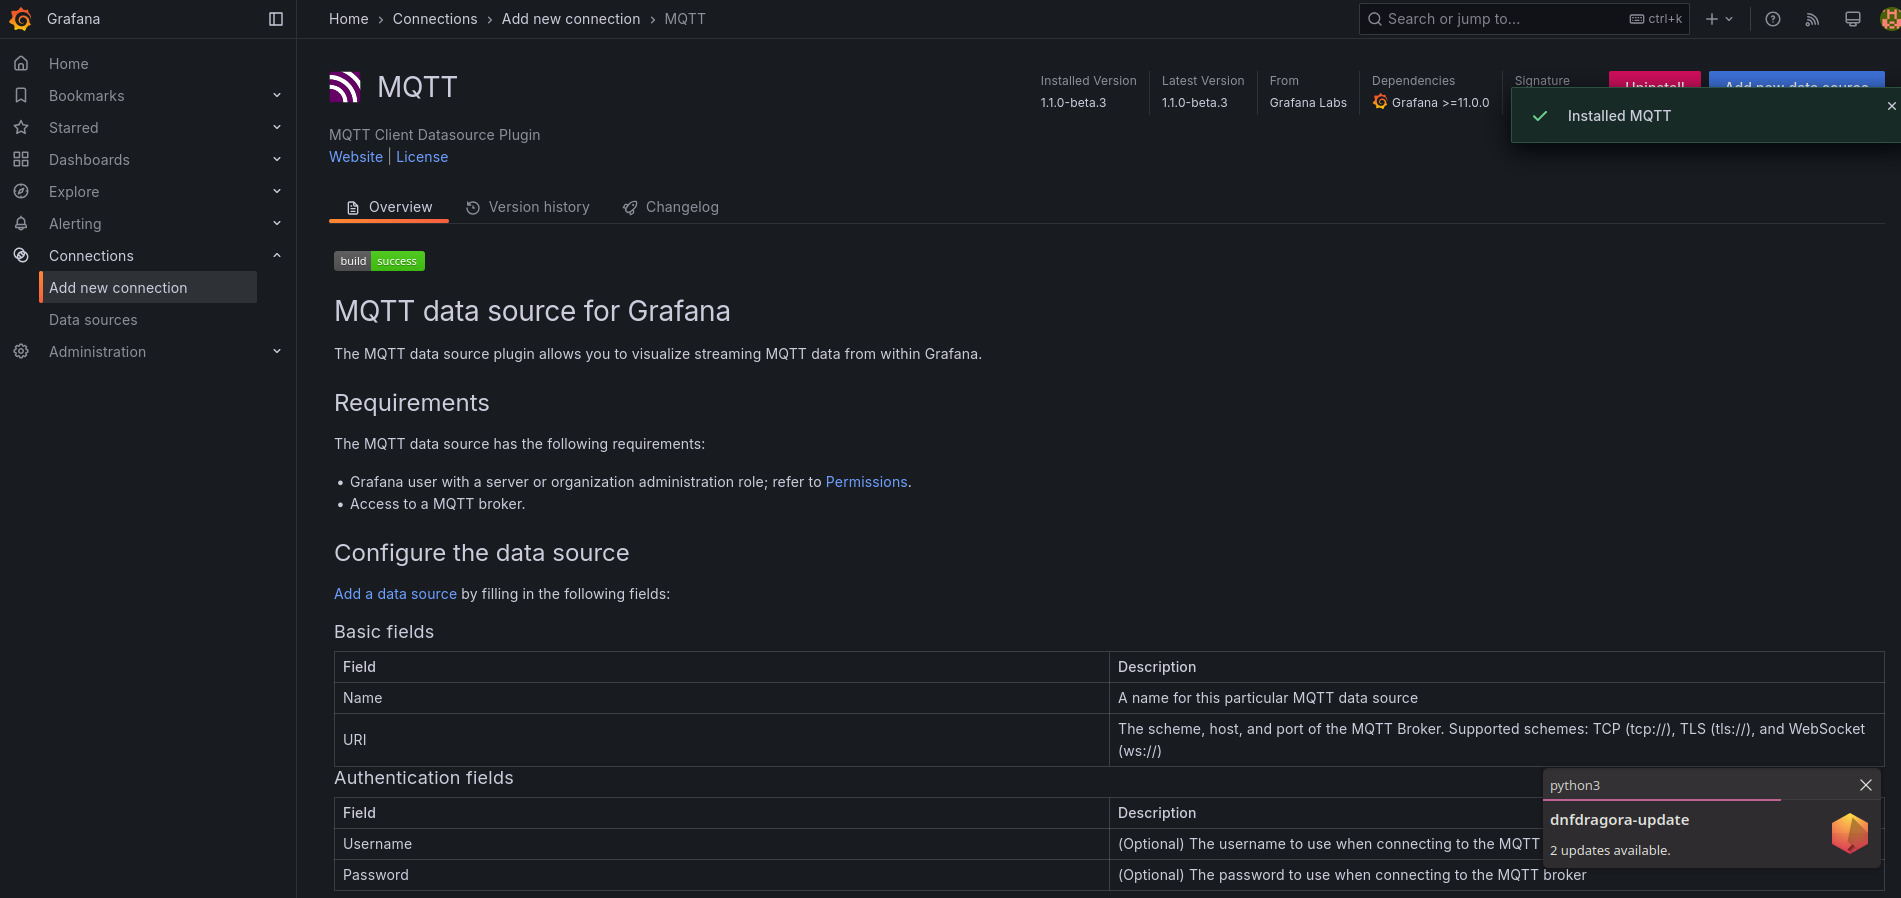 Grafana
Home › Connections › Add new connection › MQTT
Search or jump to...
ctrl+k
Home
Bookmarks
Starred
Dashboards
Explore
Alerting
Connections
Add new connection
Data sources
Administration
MQTT
Installed Version
1.1.0-beta.3
Latest Version
1.1.0-beta.3
From
Grafana Labs
Dependencies
Grafana >=11.0.0
Signature
Uninstall
Add new data source
Installed MQTT
MQTT Client Datasource Plugin
Website | License
Overview
Version history
Changelog
build success
MQTT data source for Grafana
The MQTT data source plugin allows you to visualize streaming MQTT data from within Grafana.
Requirements
The MQTT data source has the following requirements:
• Grafana user with a server or organization administration role; refer to Permissions.
• Access to a MQTT broker.
Configure the data source
Add a data source by filling in the following fields:
Basic fields
Field Description
Name A name for this particular MQTT data source
URI The scheme, host, and port of the MQTT Broker. Supported schemes: TCP (tcp://), TLS (tls://), and WebSocket
(ws://)
Authentication fields
Field Description
Username (Optional) The username to use when connecting to the MQTT
Password (Optional) The password to use when connecting to the MQTT broker
python3
dnfdragora-update
2 updates available.